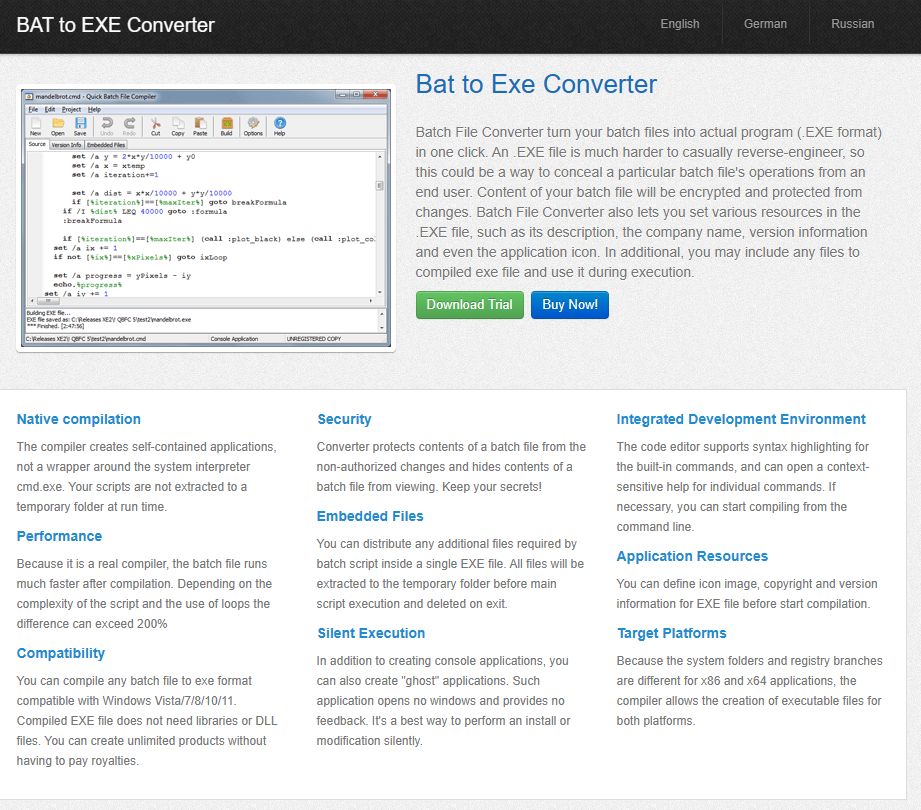 BAT to EXE Converter
English
German
Russian
Bat to Exe Converter
mandelbrot.cmd - Quick Batch File Compiler
File Edit Project Help
New Open Save Undo Redo Cut Copy Paste Build Options Help
Source Version Info Embedded Files
set /a y = 2*x*y/10000 + y0
set /a x = xtemp
set /a iteration+=1
set /a dist = x*x/10000 + y*y/10000
if [%iteration%]==[%maxIter%] goto breakFormula
if /I %dist% LEQ 40000 goto :formula
:breakFormula
if [%iteration%]==[%maxIter%] (call :plot_black) else (call :plot_co
set /a ix += 1
if not [%ix%]==[%xPixels%] goto ixLoop
set /a progress = yPixels - iy
echo.%progress%
set /a iy += 1
Building EXE file...
EXE file saved as: C:\Releases XE2\! QBFC 5\test2\mandelbrot.exe
*** Finished. [2:47:56]
C:\Releases XE2\! QBFC 5\test2\mandelbrot.cmd Console Application UNREGISTERED COPY
Batch File Converter turn your batch files into actual program (.EXE format)
in one click. An .EXE file is much harder to casually reverse-engineer, so
this could be a way to conceal a particular batch file's operations from an
end user. Content of your batch file will be encrypted and protected from
changes. Batch File Converter also lets you set various resources in the
.EXE file, such as its description, the company name, version information
and even the application icon. In additional, you may include any files to
compiled exe file and use it during execution.
Download Trial
Buy Now!
Native compilation
The compiler creates self-contained applications,
not a wrapper around the system interpreter
cmd.exe. Your scripts are not extracted to a
temporary folder at run time.
Performance
Because it is a real compiler, the batch file runs
much faster after compilation. Depending on the
complexity of the script and the use of loops the
difference can exceed 200%
Compatibility
You can compile any batch file to exe format
compatible with Windows Vista/7/8/10/11.
Compiled EXE file does not need libraries or DLL
files. You can create unlimited products without
having to pay royalties.
Security
Converter protects contents of a batch file from the
non-authorized changes and hides contents of a
batch file from viewing. Keep your secrets!
Embedded Files
You can distribute any additional files required by
batch script inside a single EXE file. All files will be
extracted to the temporary folder before main
script execution and deleted on exit.
Silent Execution
In addition to creating console applications, you
can also create "ghost" applications. Such
application opens no windows and provides no
feedback. It's a best way to perform an install or
modification silently.
Integrated Development Environment
The code editor supports syntax highlighting for
the built-in commands, and can open a context-
sensitive help for individual commands. If
necessary, you can start compiling from the
command line.
Application Resources
You can define icon image, copyright and version
information for EXE file before start compilation.
Target Platforms
Because the system folders and registry branches
are different for x86 and x64 applications, the
compiler allows the creation of executable files for
both platforms.